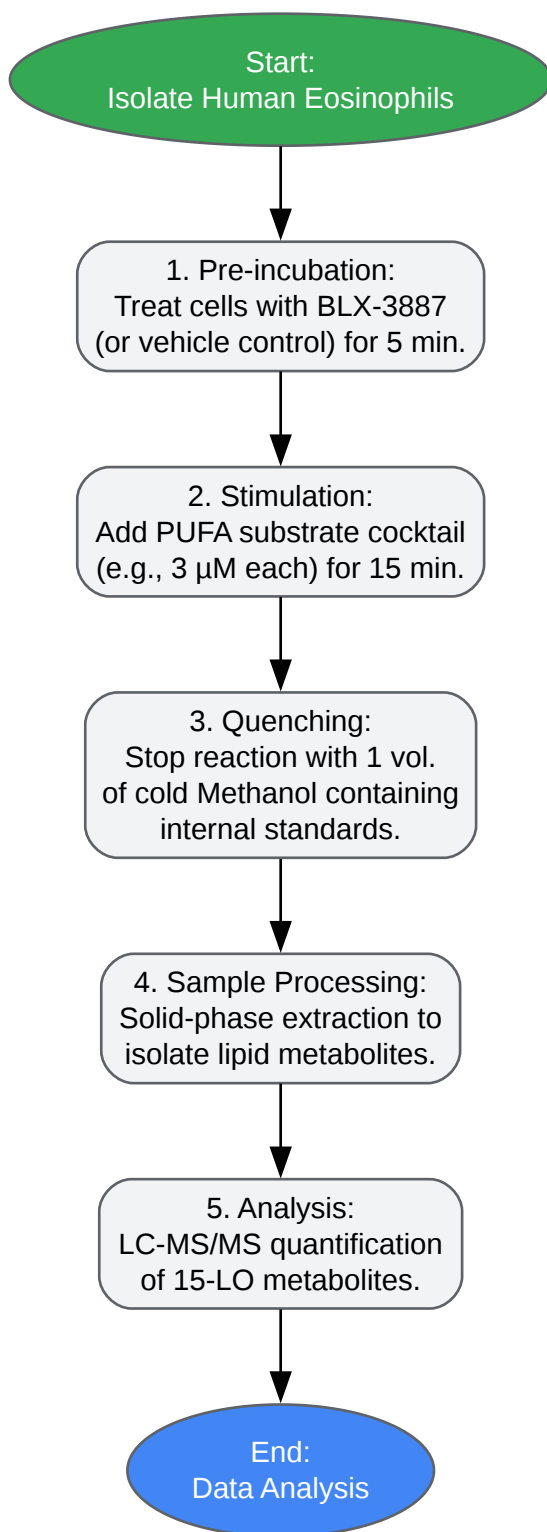 Start:
Isolate Human Eosinophils
1. Pre-incubation:
Treat cells with BLX-3887
(or vehicle control) for 5 min.
2. Stimulation:
Add PUFA substrate cocktail
(e.g., 3 µM each) for 15 min.
3. Quenching:
Stop reaction with 1 vol.
of cold Methanol containing
internal standards.
4. Sample Processing:
Solid-phase extraction to
isolate lipid metabolites.
5. Analysis:
LC-MS/MS quantification
of 15-LO metabolites.
End:
Data Analysis